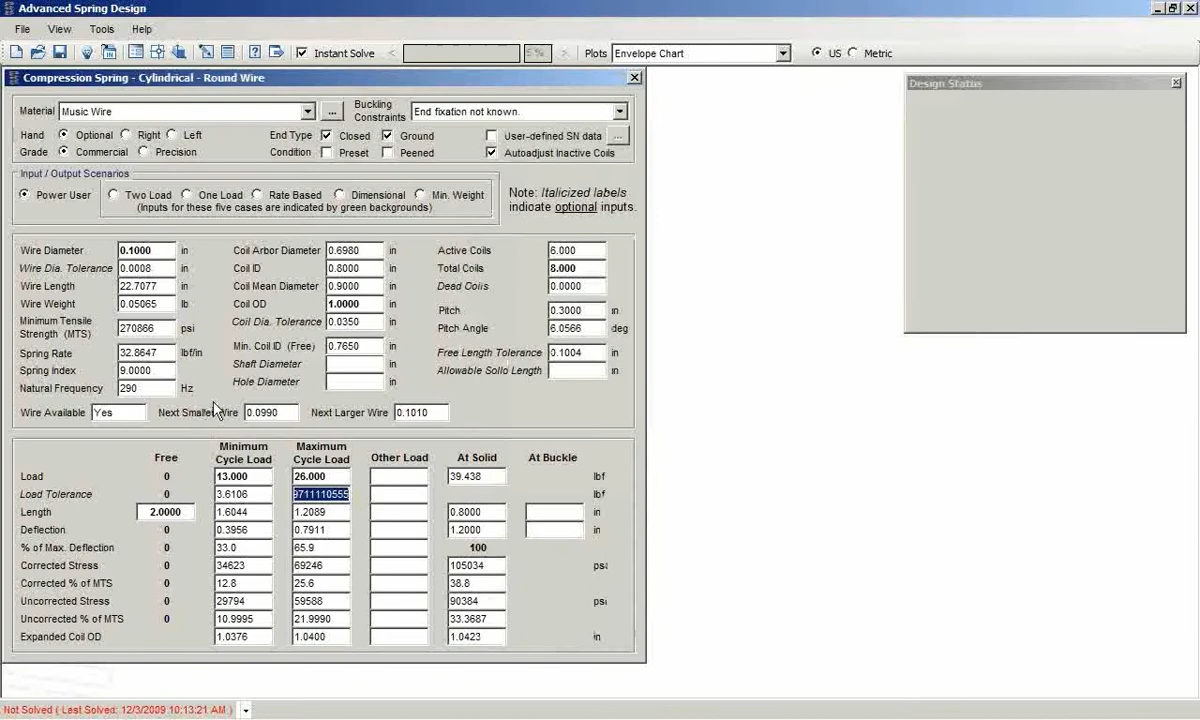 Advanced Spring Design
File View Tools Help
Instant Solve < 5 % > Plots Envelope Chart US Metric
Compression Spring - Cylindrical - Round Wire
Design Status
Material Music Wire ... Buckling Constraints End fixation not known.
Hand Optional Right Left End Type Closed Ground User-defined SN data ...
Grade Commercial Precision Condition Preset Peened Autoadjust Inactive Coils
Input / Output Scenarios
Power User Two Load One Load Rate Based Dimensional Min. Weight
(Inputs for these five cases are indicated by green backgrounds)
Note: Italicized labels
indiate optional inputs.
Wire Diameter 0.1000 in Coil Arbor Diameter 0.6980 in Active Coils 6.000
Wire Dia. Tolerance 0.0008 in Coil ID 0.8000 in Total Coils 8.000
Wire Length 22.7077 in Coil Mean Diameter 0.9000 in Dead Coils 0.0000
Wire Weight 0.05065 lb Coil OD 1.0000 in Pitch 0.3000 in
Minimum Tensile Strength (MTS) 270866 psi Coil Dia. Tolerance 0.0350 in Pitch Angle 6.0566 deg
Spring Rate 32.8647 lbf/in Min. Coil ID (Free) 0.7650 in Free Length Tolerance 0.1004 in
Spring Index 9.0000 Shaft Diameter in Allowable Solid Length in
Natural Frequency 290 Hz Hole Diameter in
Wire Available Yes Next Smaller Wire 0.0990 Next Larger Wire 0.1010
Free Minimum Cycle Load Maximum Cycle Load Other Load At Solid At Buckle
Load 0 13.000 26.000 39.438 lbf
Load Tolerance 0 3.6106 9711110555 lbf
Length 2.0000 1.6044 1.2089 0.8000 in
Deflection 0 0.3956 0.7911 1.2000 in
% of Max. Deflection 0 33.0 65.9 100
Corrected Stress 0 34623 69246 105034 psi
Corrected % of MTS 0 12.8 25.6 38.8
Uncorrected Stress 0 29794 59588 90384 psi
Uncorrected % of MTS 0 10.9995 21.9990 33.3687
Expanded Coil OD 1.0376 1.0400 1.0423 in
Not Solved ( Last Solved: 12/3/2009 10:13:21 AM )